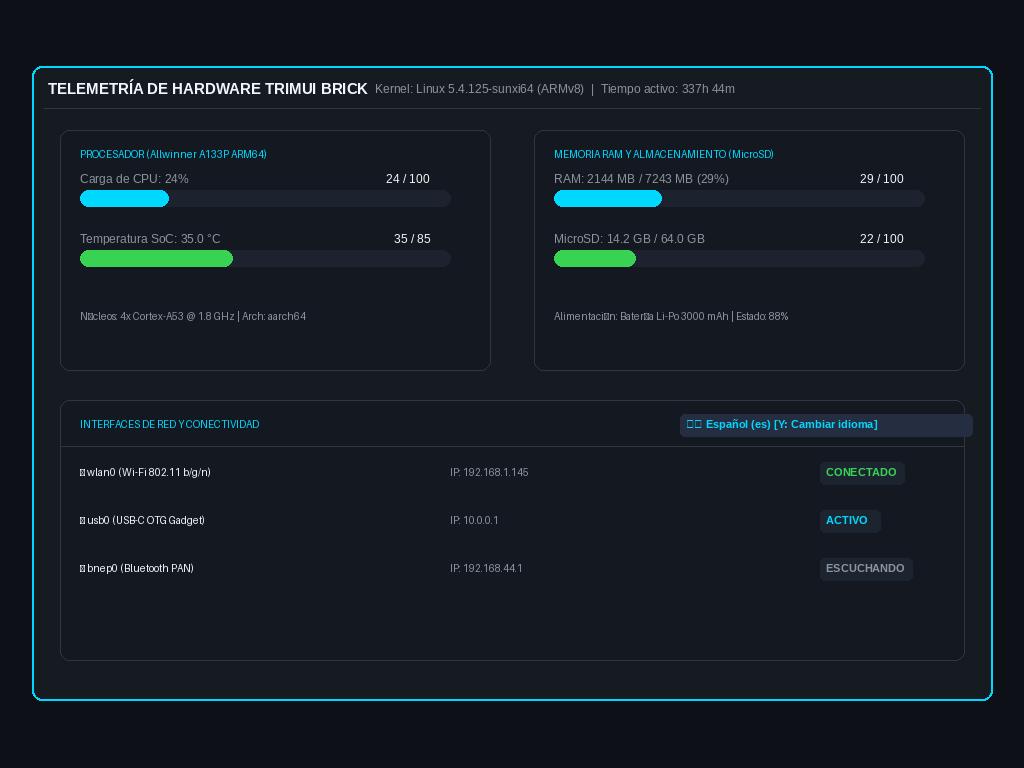 TELEMETRÍA DE HARDWARE TRIMUI BRICK Kernel: Linux 5.4.125-sunxi64 (ARMv8) | Tiempo activo: 337h 44m
PROCESADOR (Allwinner A133P ARM64)
Carga de CPU: 24% 24 / 100
Temperatura SoC: 35.0 °C 35 / 85
N□cleos: 4x Cortex-A53 @ 1.8 GHz | Arch: aarch64
MEMORIA RAM Y ALMACENAMIENTO (MicroSD)
RAM: 2144 MB / 7243 MB (29%) 29 / 100
MicroSD: 14.2 GB / 64.0 GB 22 / 100
Alimentaci□n: Bater□a Li-Po 3000 mAh | Estado: 88%
INTERFACES DE RED Y CONECTIVIDAD □□ Español (es) [Y: Cambiar idioma]
□ wlan0 (Wi-Fi 802.11 b/g/n) IP: 192.168.1.145 CONECTADO
□ usb0 (USB-C OTG Gadget) IP: 10.0.0.1 ACTIVO
□ bnep0 (Bluetooth PAN) IP: 192.168.44.1 ESCUCHANDO